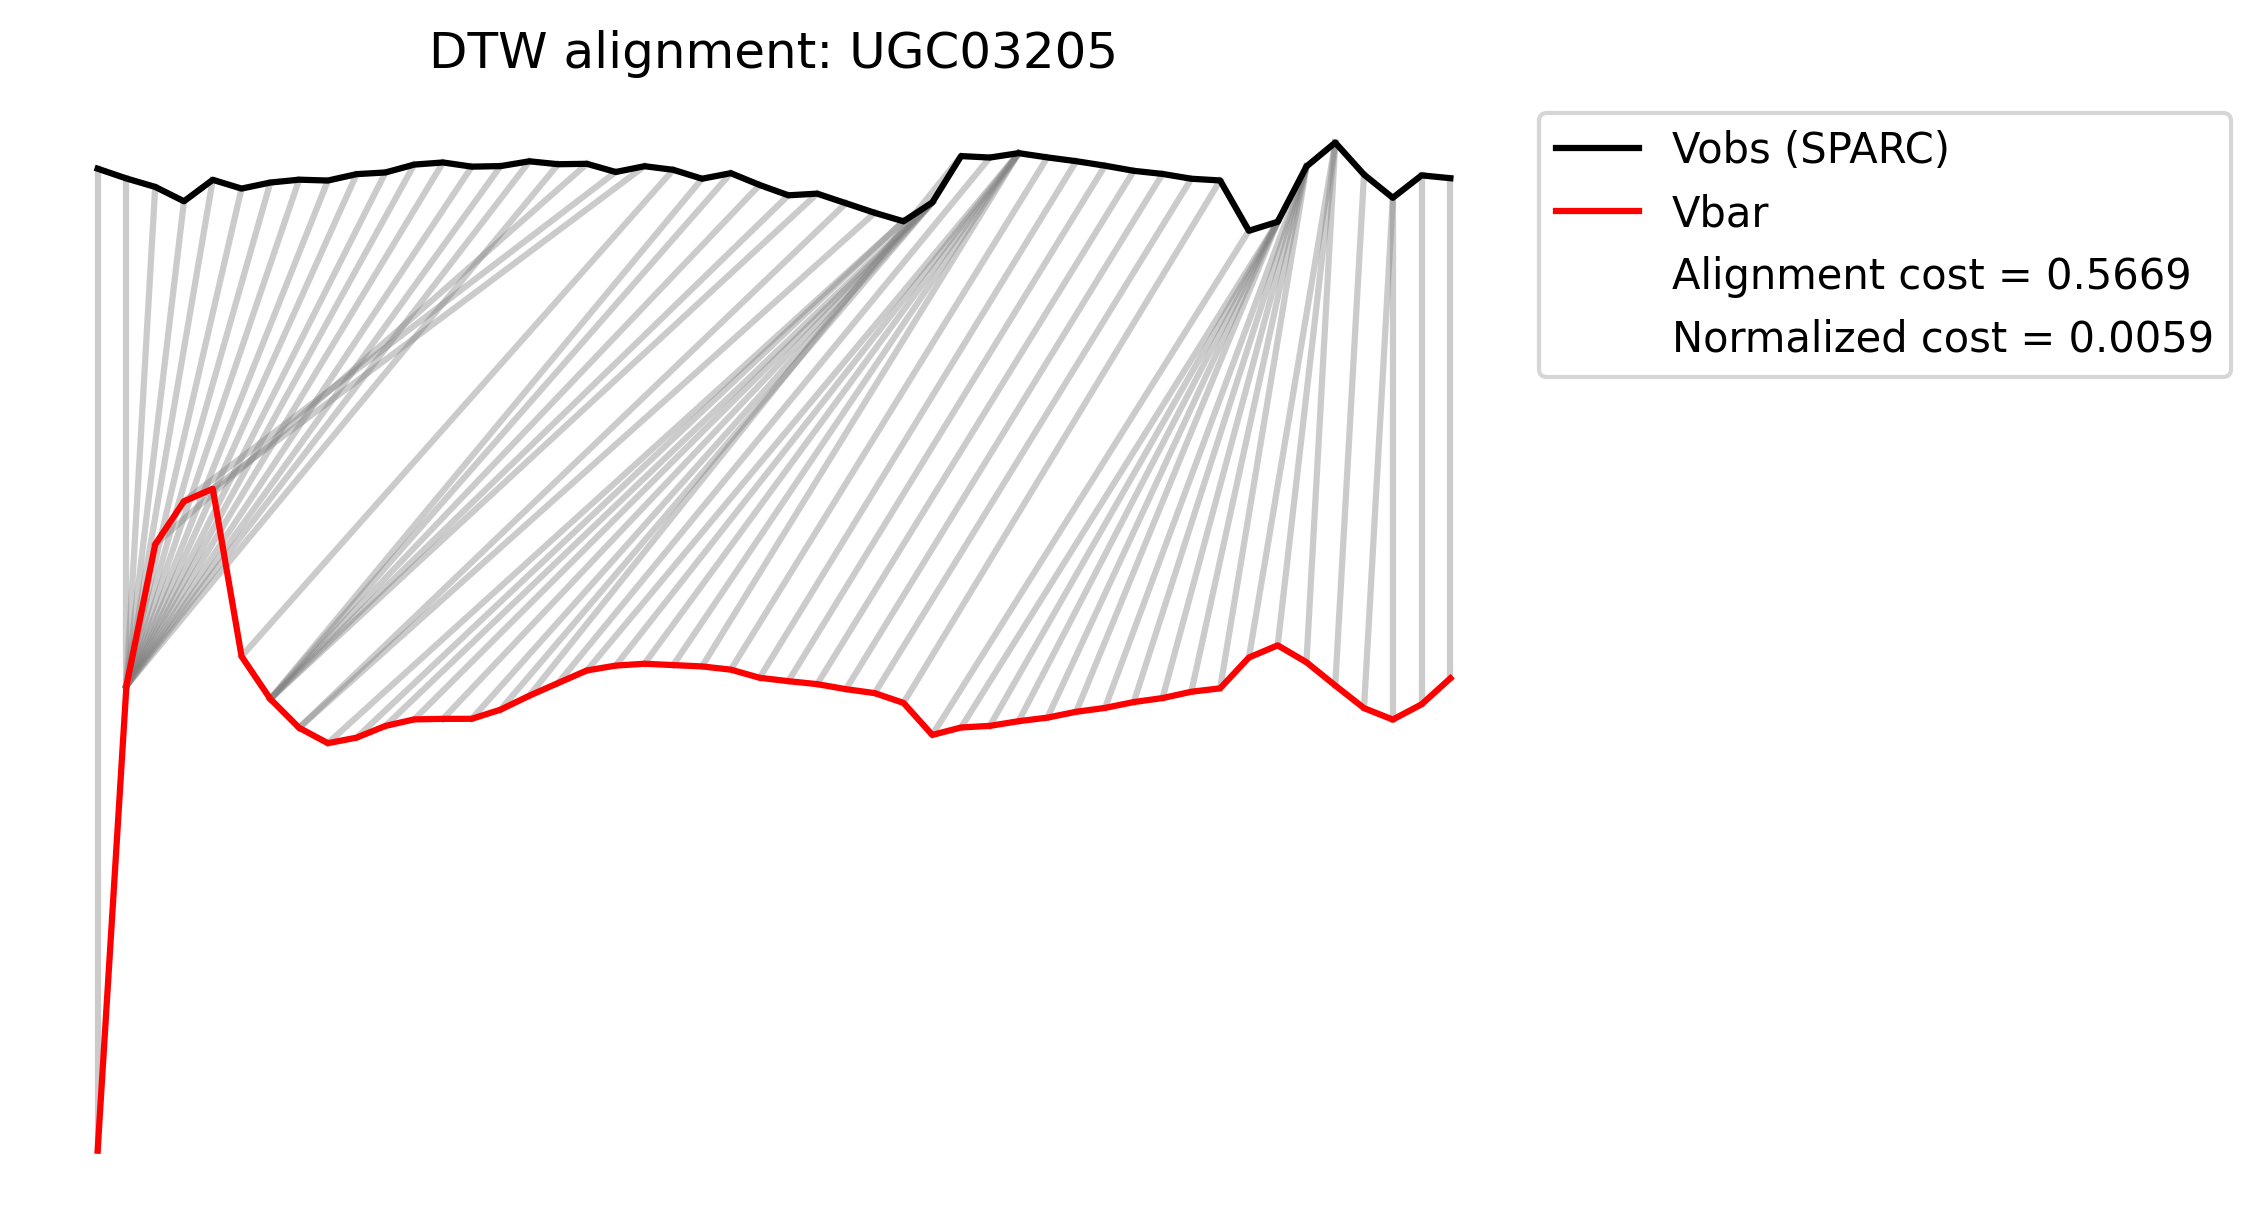 DTW alignment: UGC03205
Vobs (SPARC)
Vbar
Alignment cost = 0.5669
Normalized cost = 0.0059